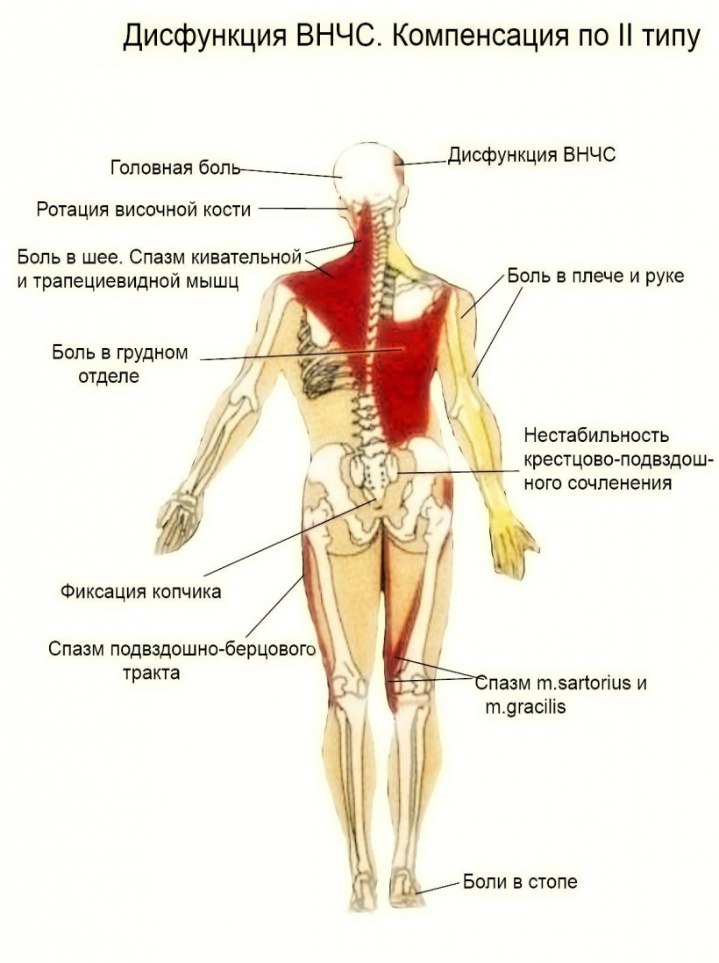 Дисфункция ВНЧС. Компенсация по II типу
Дисфункция ВНЧС
Головная боль
Ротация височной кости
Боль в шее. Спазм кивательной
и трапециевидной мышц
Боль в плече и руке
Боль в грудном
отделе
Нестабильность
крестцово-подвздош-
ного сочленения
Фиксация копчика
Спазм подвздошно-берцового
тракта
Спазм m.sartorius и
m.gracilis
Боли в стопе